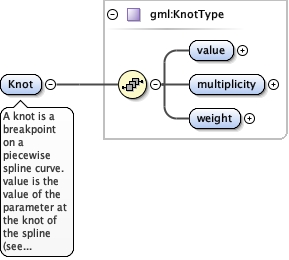 gml:KnotType
value
Knot
multiplicity
weight
A knot is a
breakpoint
on a
piecewise
spline curve.
value is the
value of the
parameter at
the knot of
the spline
(see...